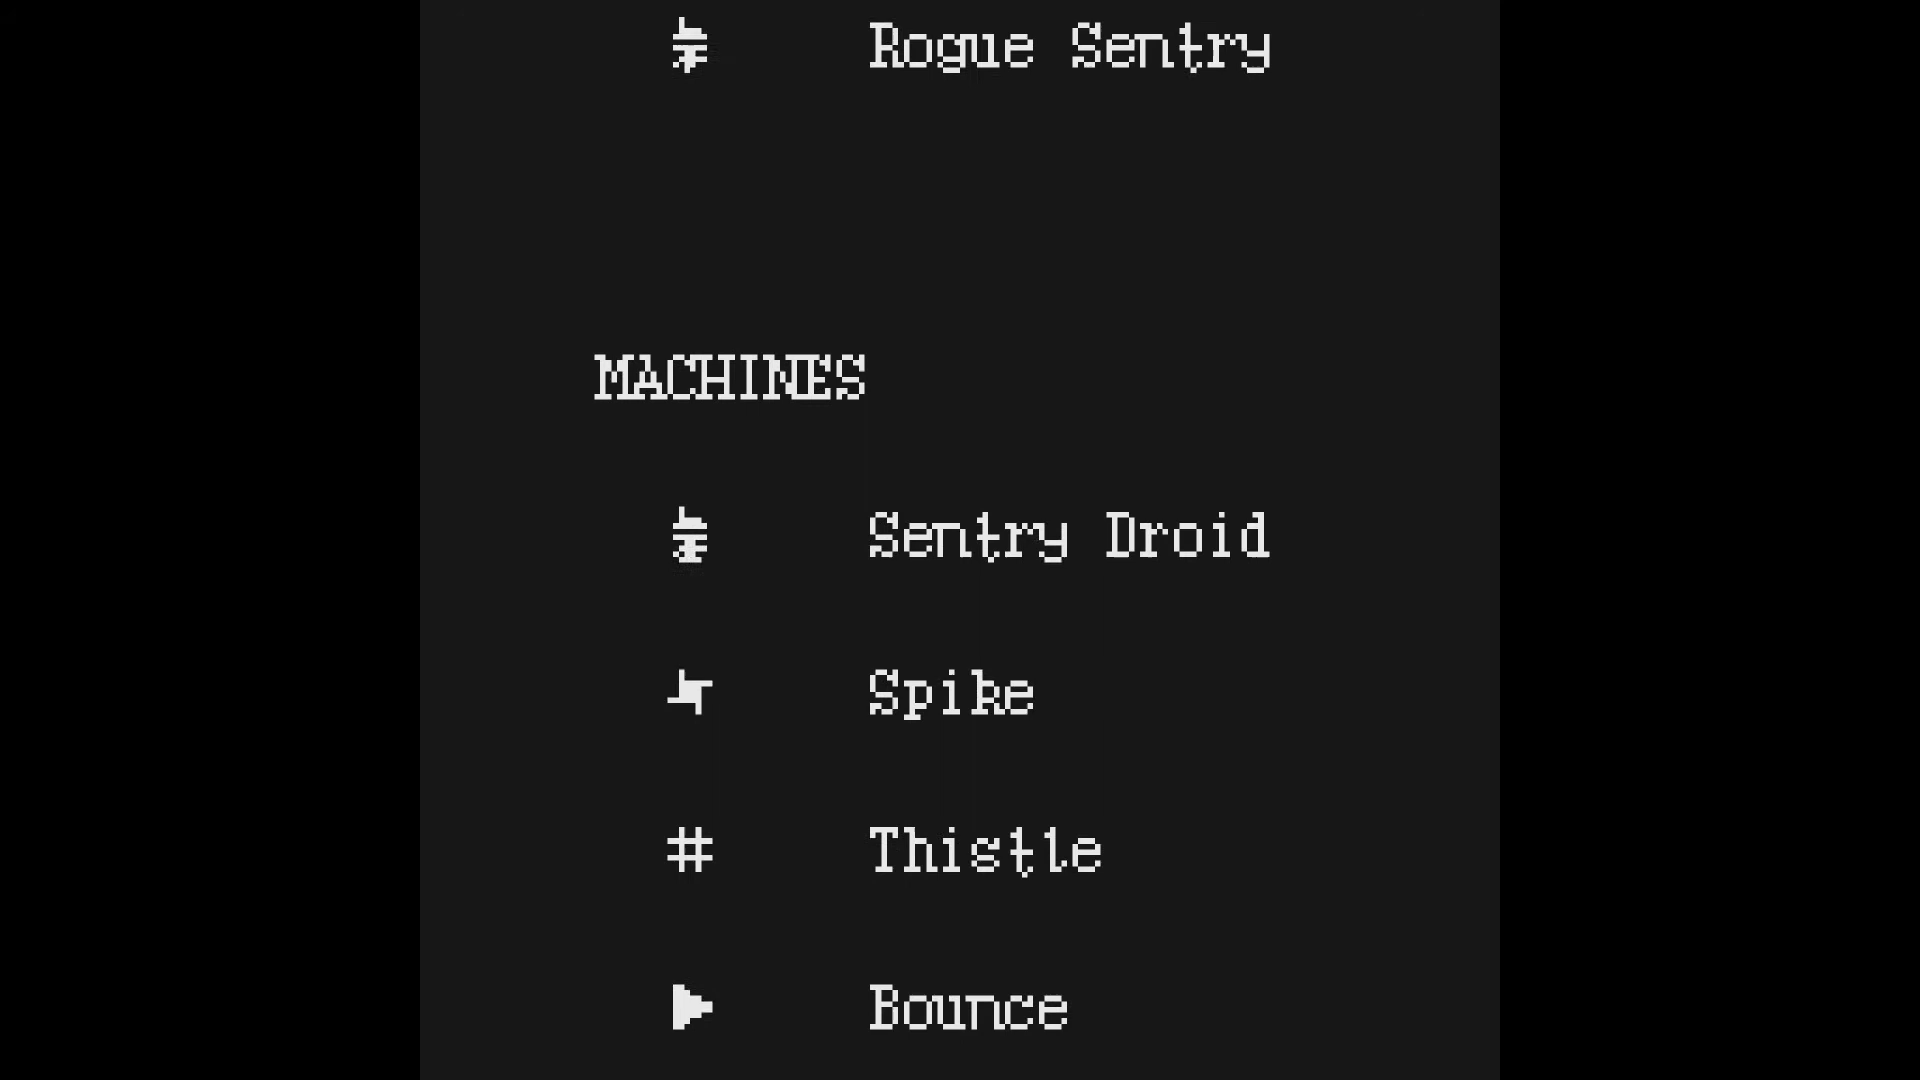 Rogue Sentry
MACHINES
Sentry Droid
Spike
# Thistle
Bounce